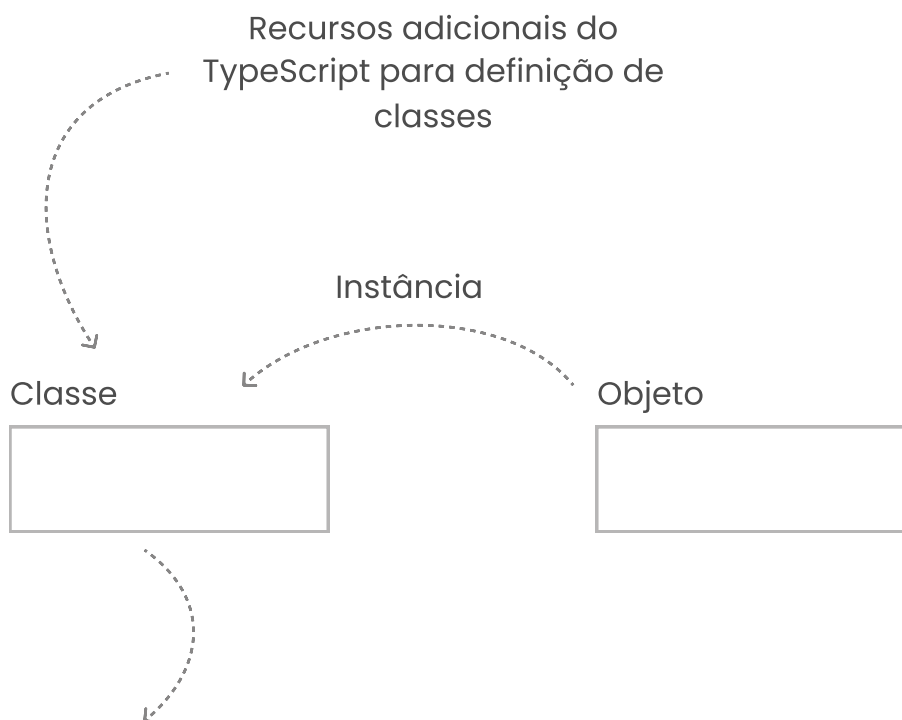 Recursos adicionais do
TypeScript para definição de
classes
Instância
Classe
Objeto